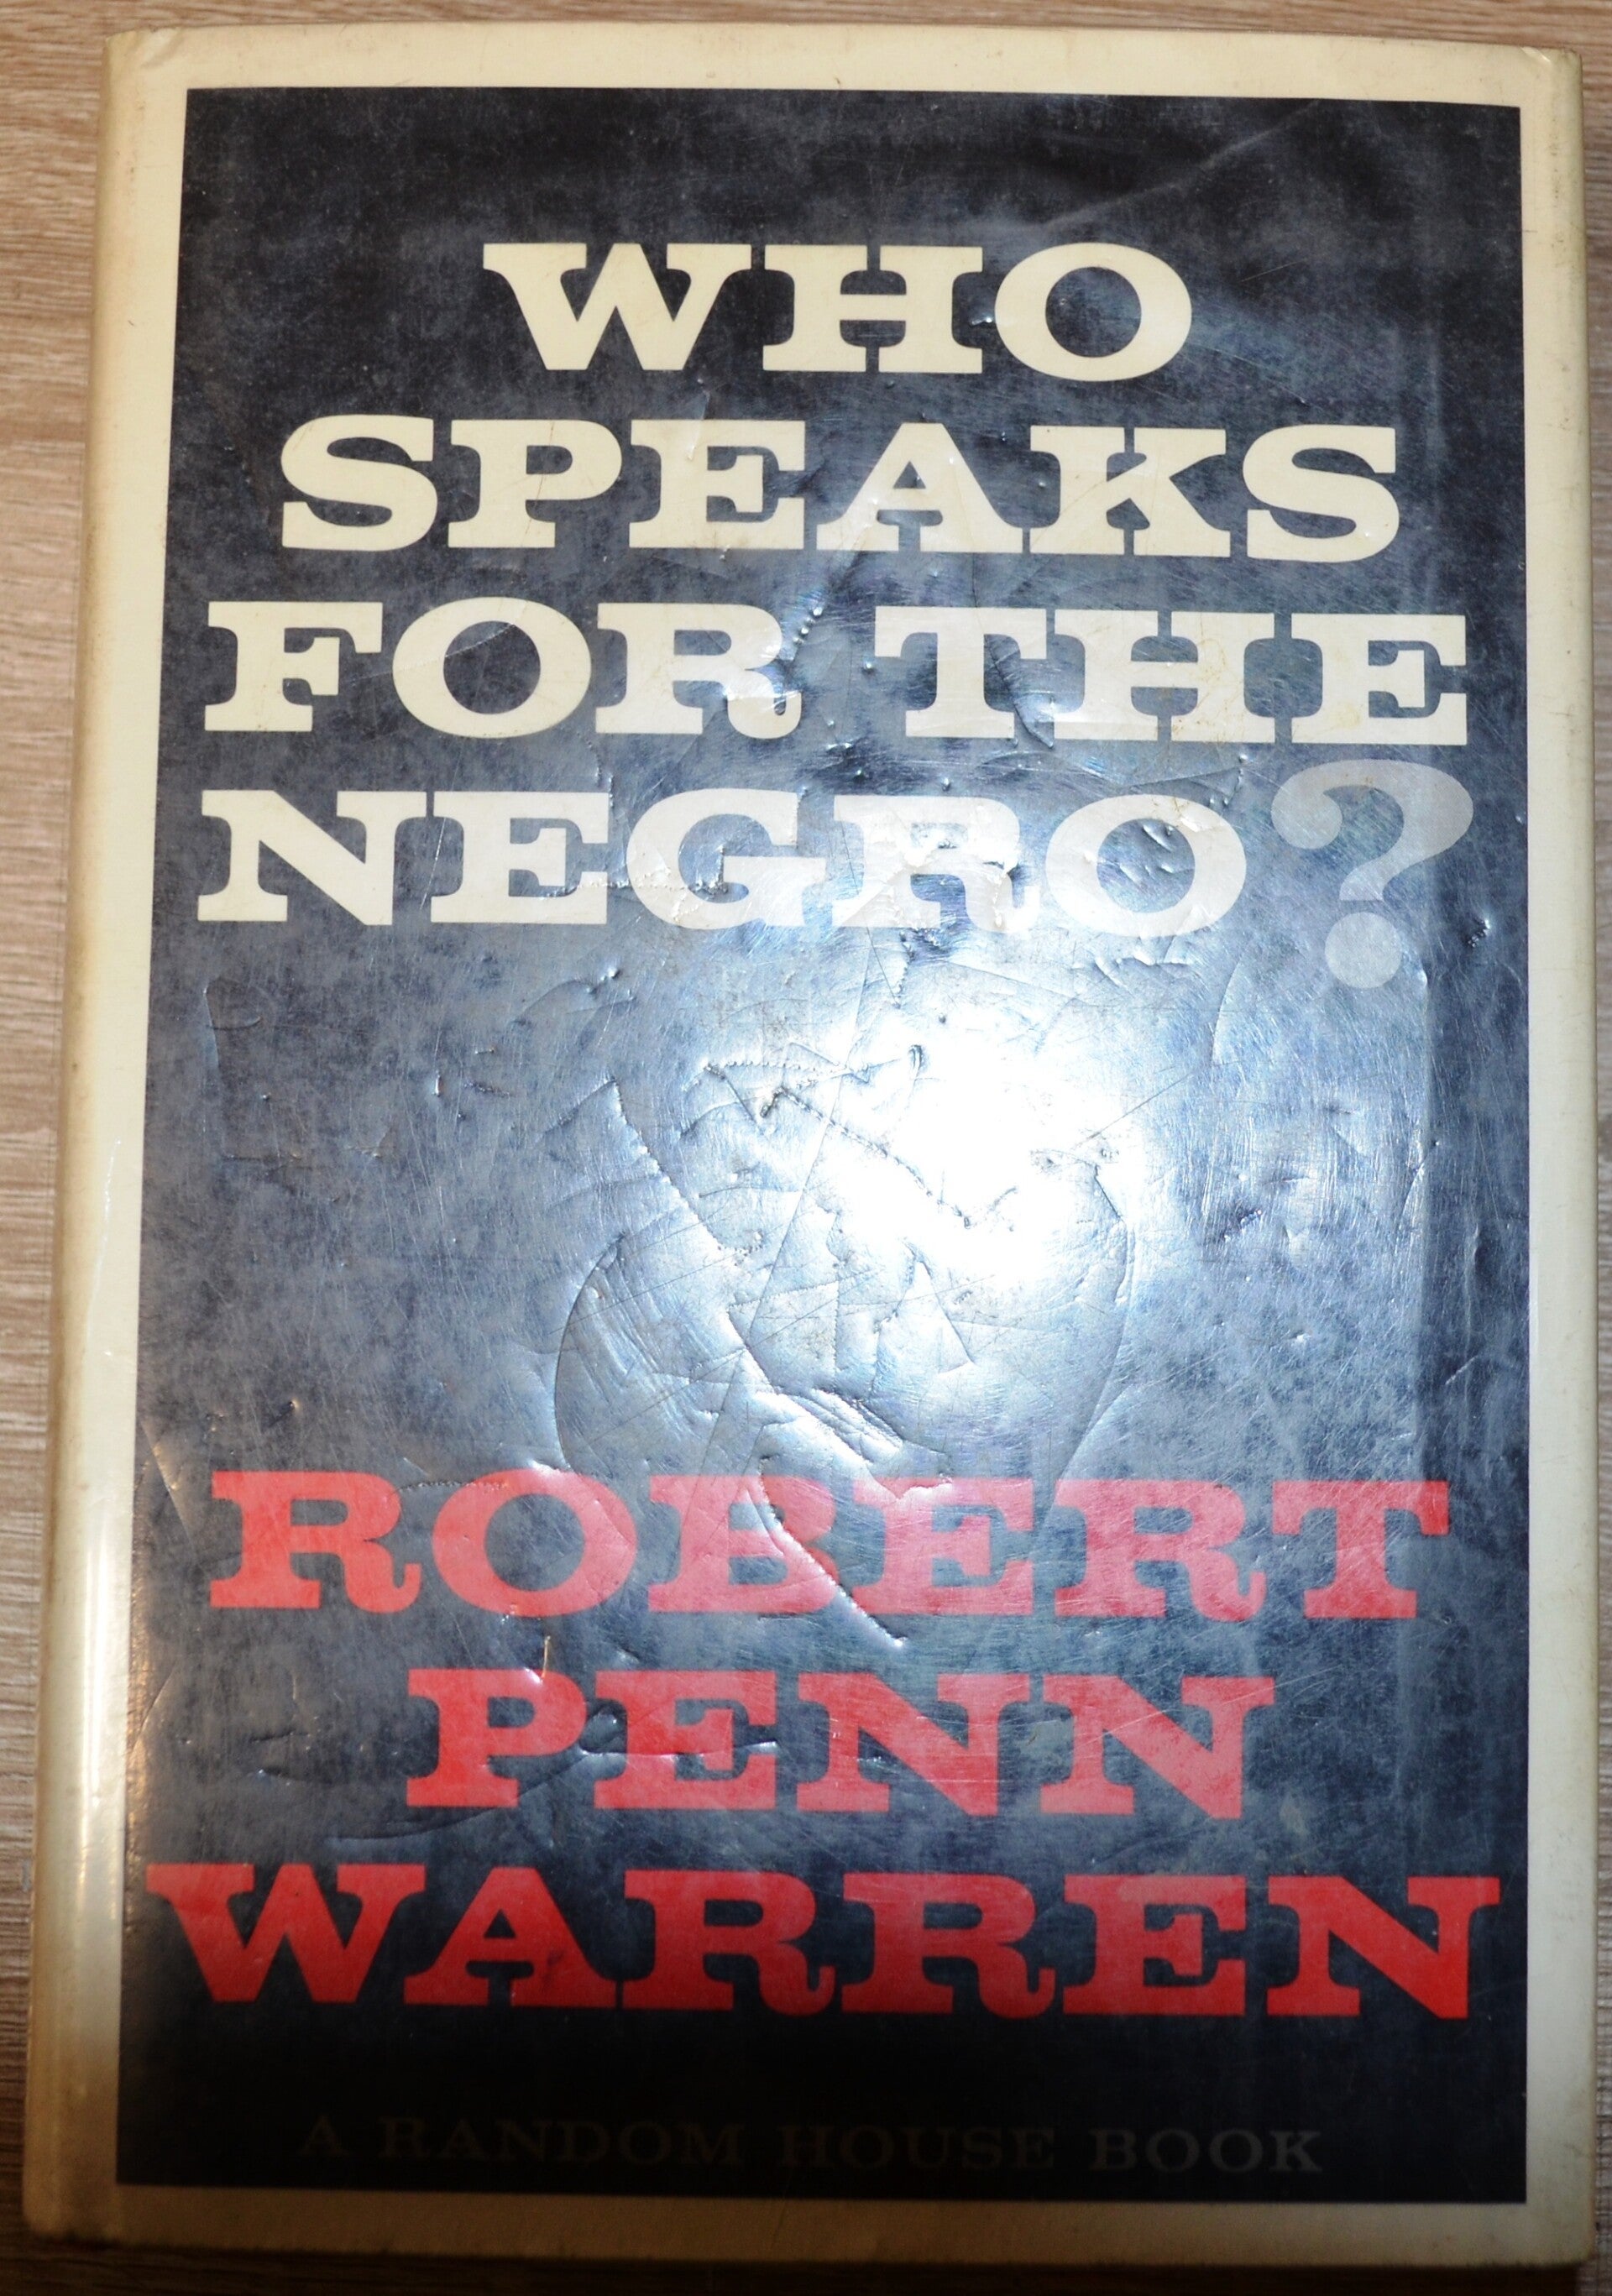 WHO
SPEAKS
FOR THE
NEGRO?
ROBERT
PENN
WARREN
A RANDOM HOUSE BOOK